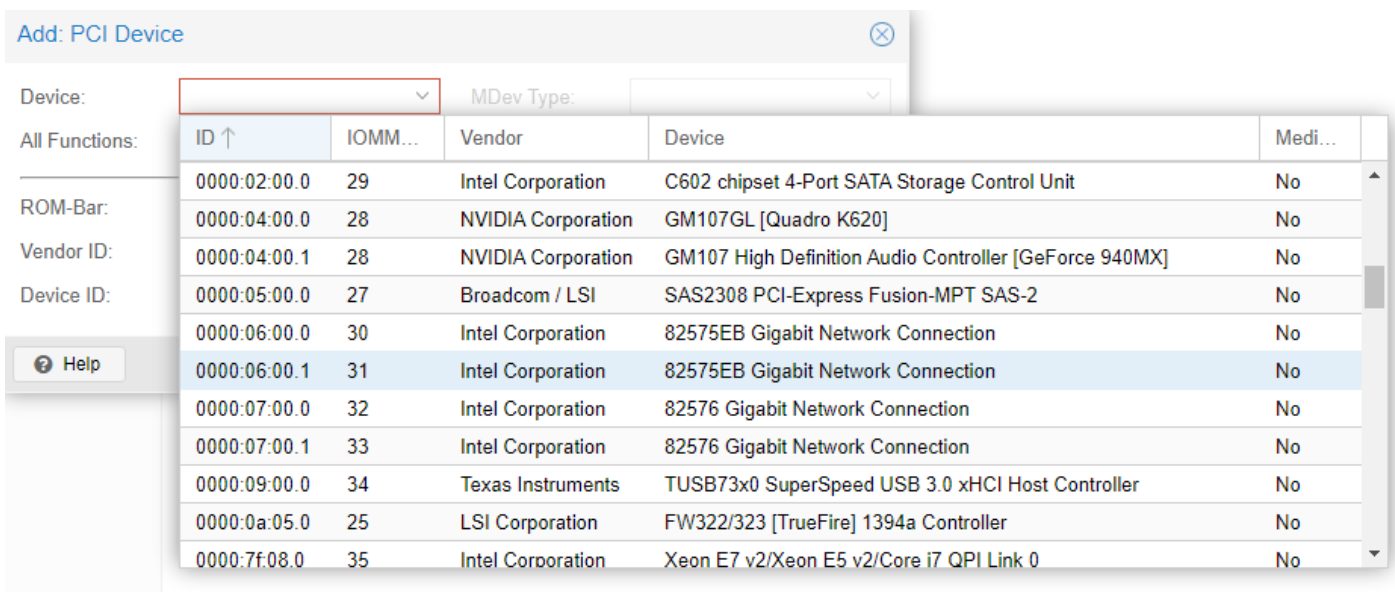 Add: PCI Device
Device: MDev Type:
All Functions:
ROM-Bar:
Vendor ID:
Device ID:
Help
ID IOMM... Vendor Device Medi...
0000:02:00.0 29 Intel Corporation C602 chipset 4-Port SATA Storage Control Unit No
0000:04:00.0 28 NVIDIA Corporation GM107GL [Quadro K620] No
0000:04:00.1 28 NVIDIA Corporation GM107 High Definition Audio Controller [GeForce 940MX] No
0000:05:00.0 27 Broadcom / LSI SAS2308 PCI-Express Fusion-MPT SAS-2 No
0000:06:00.0 30 Intel Corporation 82575EB Gigabit Network Connection No
0000:06:00.1 31 Intel Corporation 82575EB Gigabit Network Connection No
0000:07:00.0 32 Intel Corporation 82576 Gigabit Network Connection No
0000:07:00.1 33 Intel Corporation 82576 Gigabit Network Connection No
0000:09:00.0 34 Texas Instruments TUSB73x0 SuperSpeed USB 3.0 xHCI Host Controller No
0000:0a:05.0 25 LSI Corporation FW322/323 [TrueFire] 1394a Controller No
0000:7f:08.0 35 Intel Corporation Xeon E7 v2/Xeon E5 v2/Core i7 QPI Link 0 No